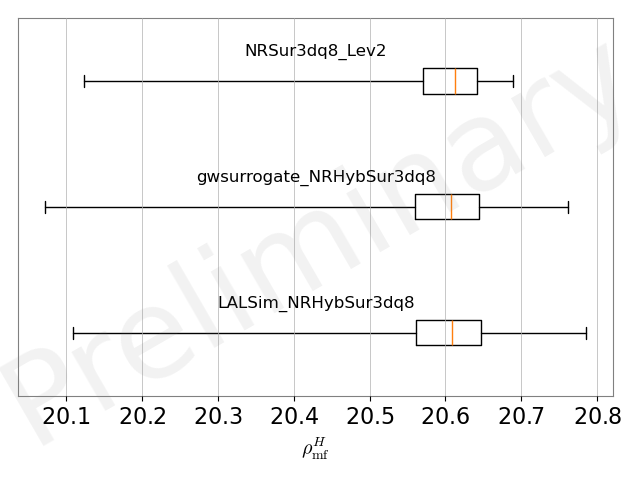 NRSur3dq8_Lev2
gwsurrogate_NRHybSur3dq8
LALSim_NRHybSur3dq8
Preliminary
20.1 20.2 20.3 20.4 20.5 20.6 20.7 20.8
ρ_mf^H